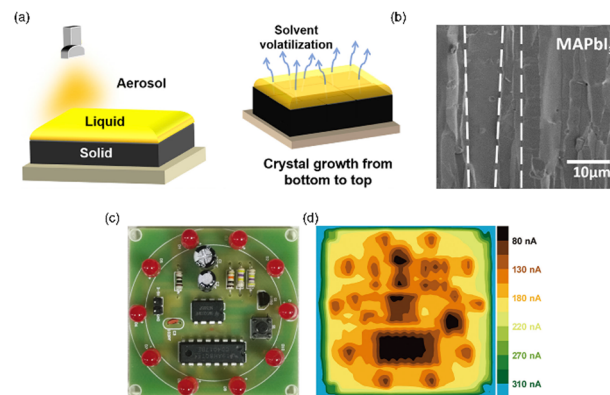 (a)
Aerosol
Liquid
Solid
Solvent
volatilization
Crystal growth from
bottom to top
(b)
MAPbI
10μm
(c)
(d)
80 nA
130 nA
180 nA
220 nA
270 nA
310 nA